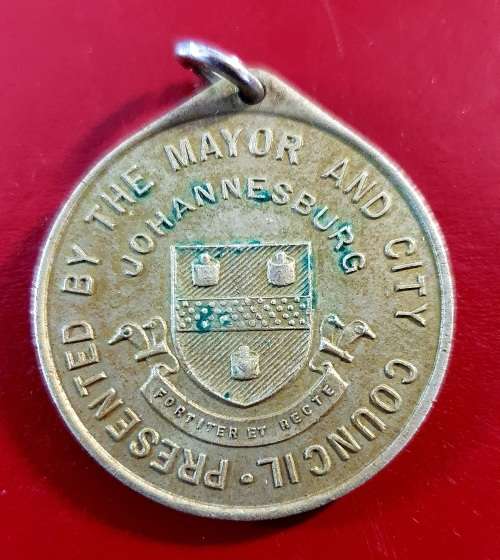 PRESENTED BY THE MAYOR AND CITY COUNCIL ·
JOHANNESBURG
FORTITER ET RECTE